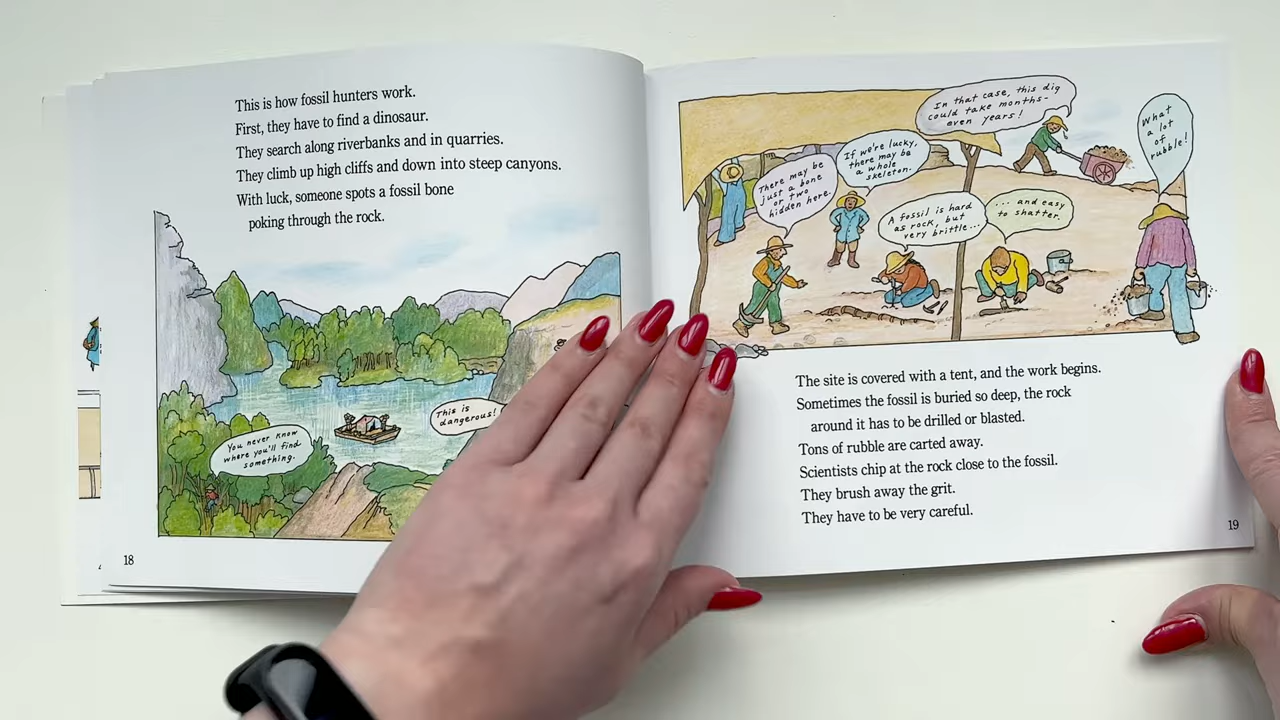 This is how fossil hunters work.
First, they have to find a dinosaur.
They search along riverbanks and in quarries.
They climb up high cliffs and down into steep canyons.
With luck, someone spots a fossil bone
poking through the rock.
You never know
where you'll find
something.
This is
dangerous!
18
There may be
just a bone
or two
hidden here.
If we're lucky,
there may be
a whole
skeleton.
In that case, this dig
could take months-
even years!
A fossil is hard
as rock, but
very brittle...
...and easy
to shatter.
What
a lot
of
rubble!
The site is covered with a tent, and the work begins.
Sometimes the fossil is buried so deep, the rock
around it has to be drilled or blasted.
Tons of rubble are carted away.
Scientists chip at the rock close to the fossil.
They brush away the grit.
They have to be very careful.
19